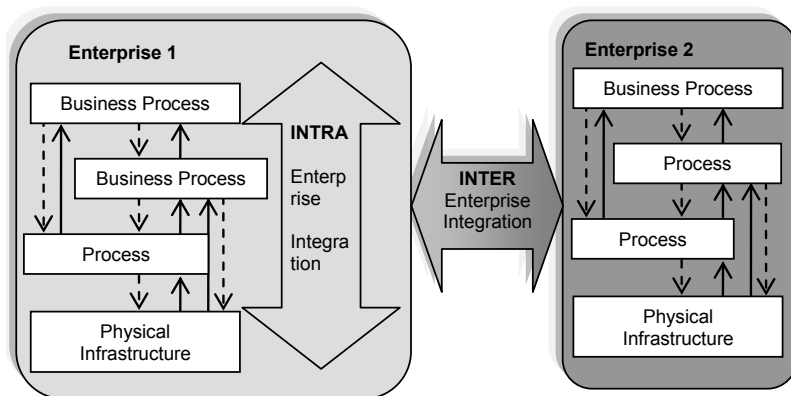 Enterprise 1
Business Process
Business Process
Process
Physical
Infrastructure
INTRA
Enterp
rise
Integra
tion
INTER
Enterprise
Integration
Enterprise 2
Business Process
Process
Process
Physical
Infrastructure